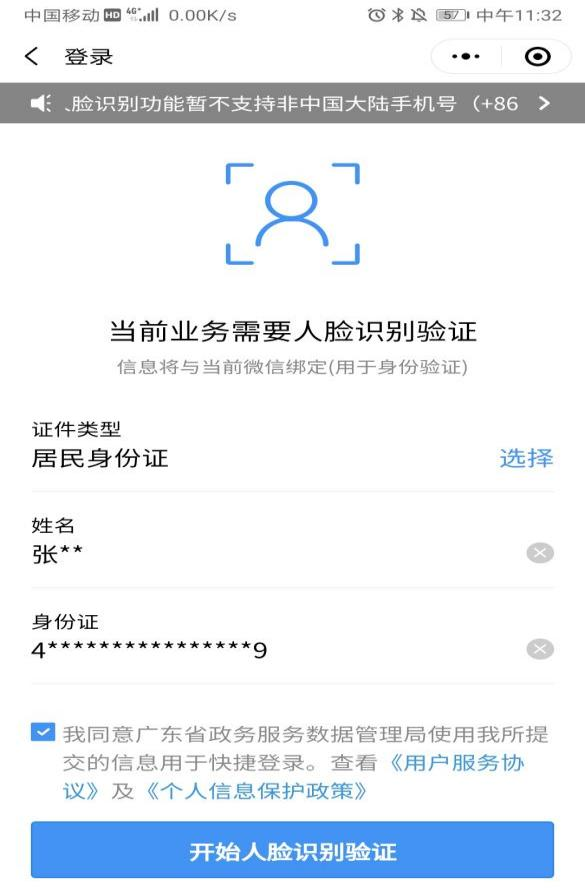 中国移动 HD 4G 0.00K/s 57 中午11:32
登录
脸识别功能暂不支持非中国大陆手机号（+86
当前业务需要人脸识别验证
信息将与当前微信绑定(用于身份验证)
证件类型
居民身份证 选择
姓名
张**
身份证
4****************9
我同意广东省政务服务数据管理局使用我所提
交的信息用于快捷登录。查看《用户服务协
议》及《个人信息保护政策》
开始人脸识别验证